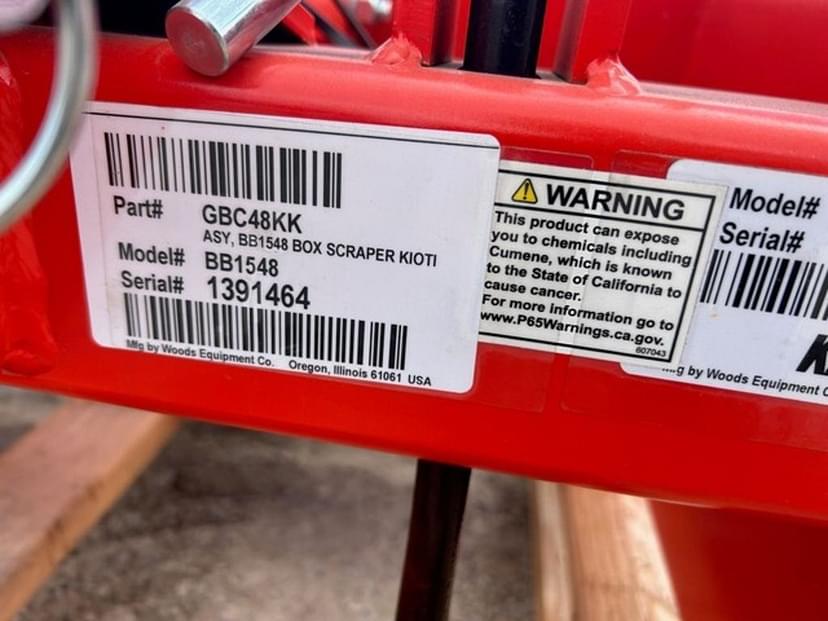 Part# GBC48KK
ASY, BB1548 BOX SCRAPER KIOTI
Model# BB1548
Serial# 1391464
Mfg by Woods Equipment Co. Oregon, Illinois 61061 USA
WARNING
This product can expose
you to chemicals including
Cumene, which is known
to the State of California to
cause cancer.
For more information go to
www.P65Warnings.ca.gov.
607043
Model#
Serial#
by Woods Equipment